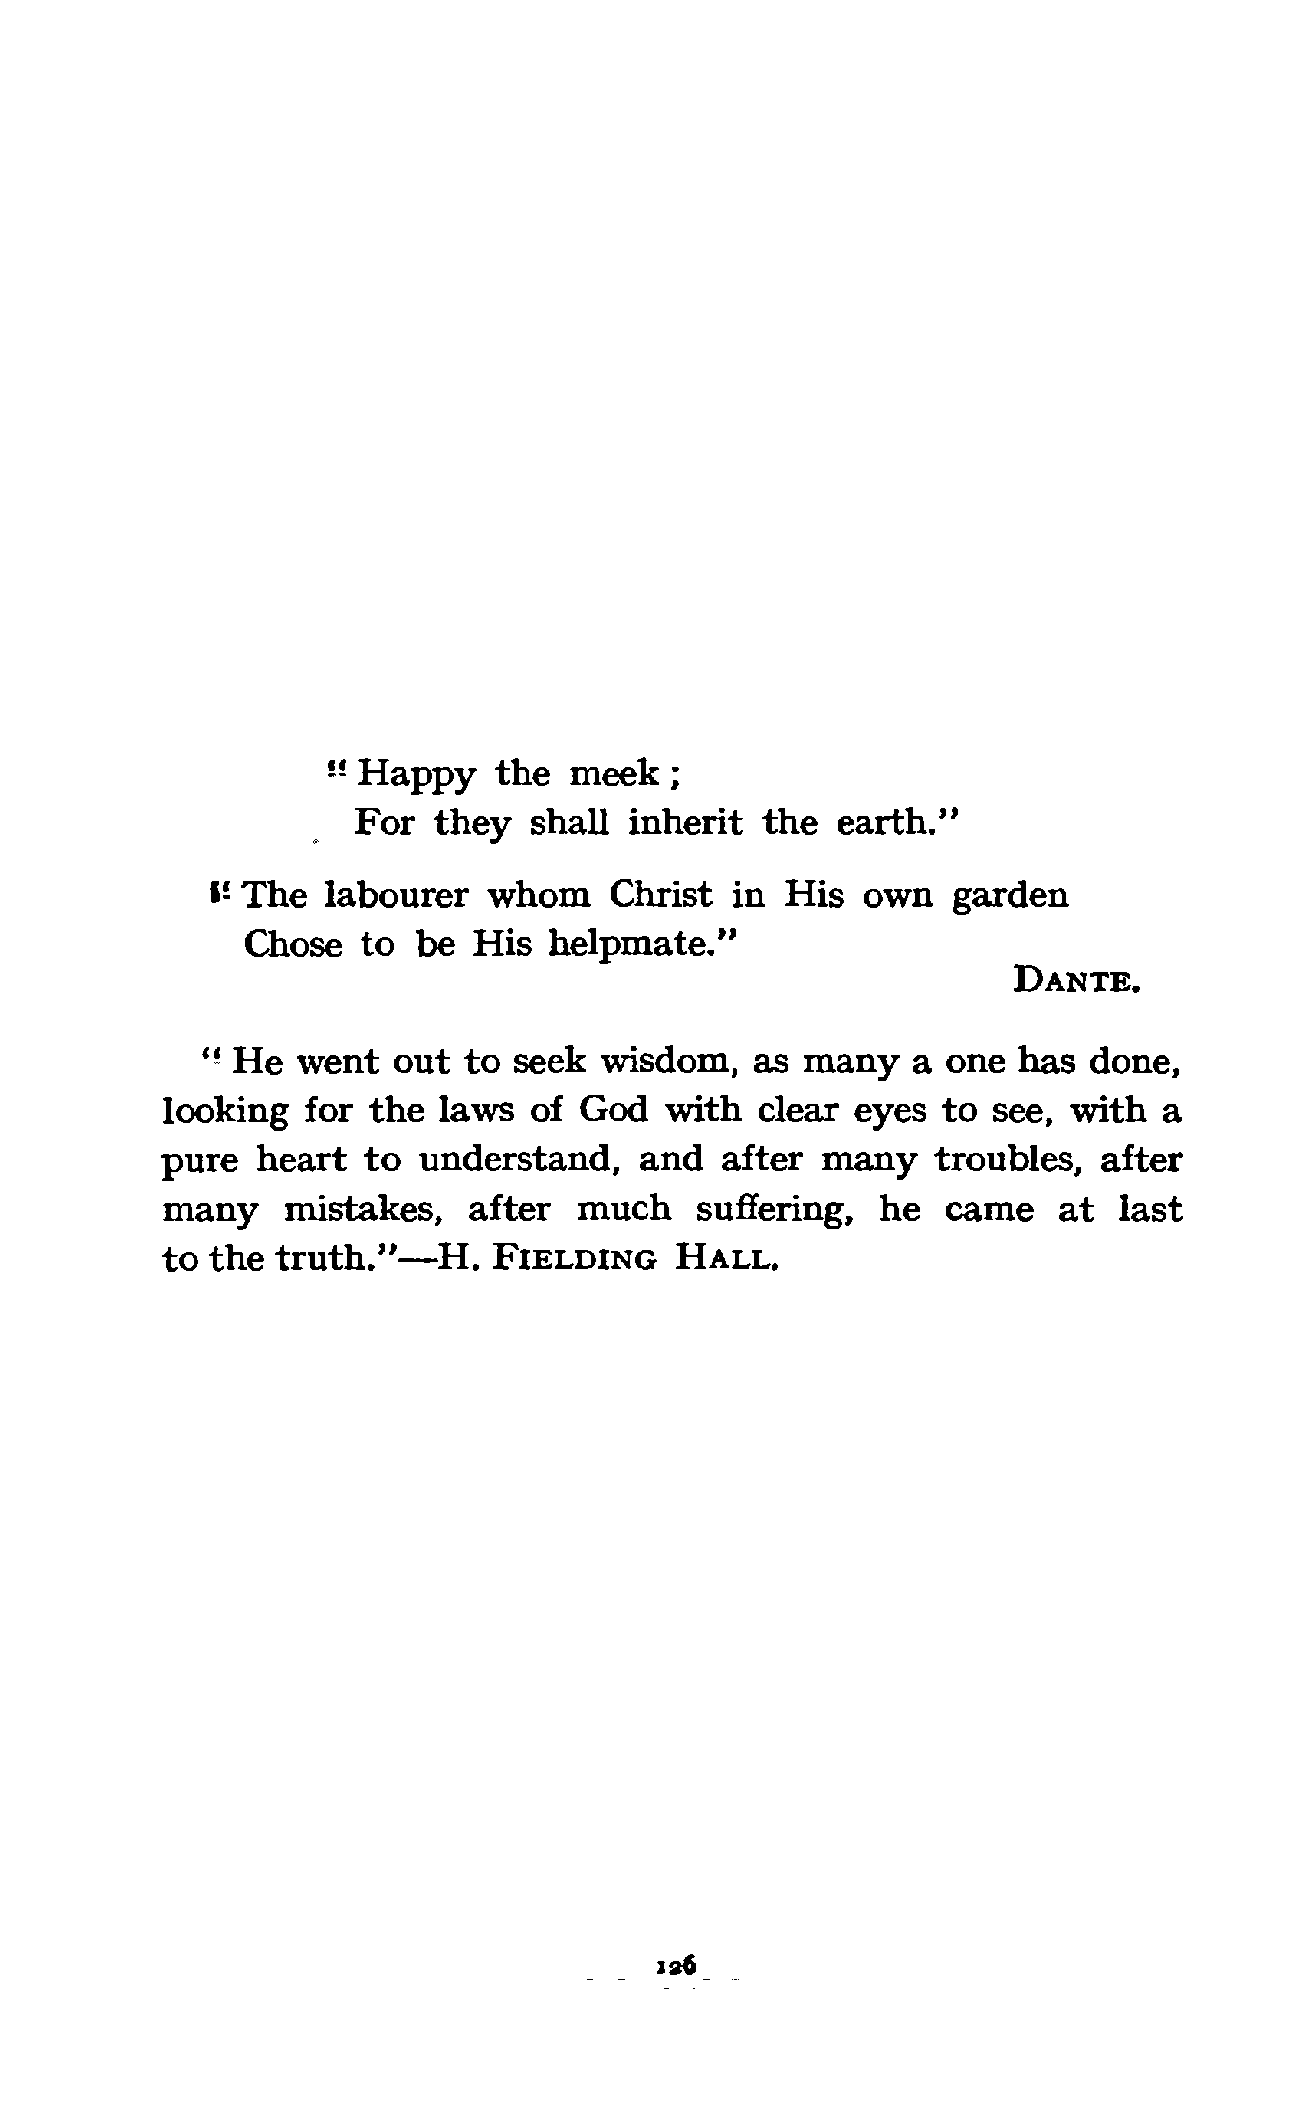 " Happy the meek ;
For they shall inherit the earth."
" The labourer whom Christ in His own garden
Chose to be His helpmate."
DANTE.
" He went out to seek wisdom, as many a one has done,
looking for the laws of God with clear eyes to see, with a
pure heart to understand, and after many troubles, after
many mistakes, after much suffering, he came at last
to the truth."—H. FIELDING HALL.
126